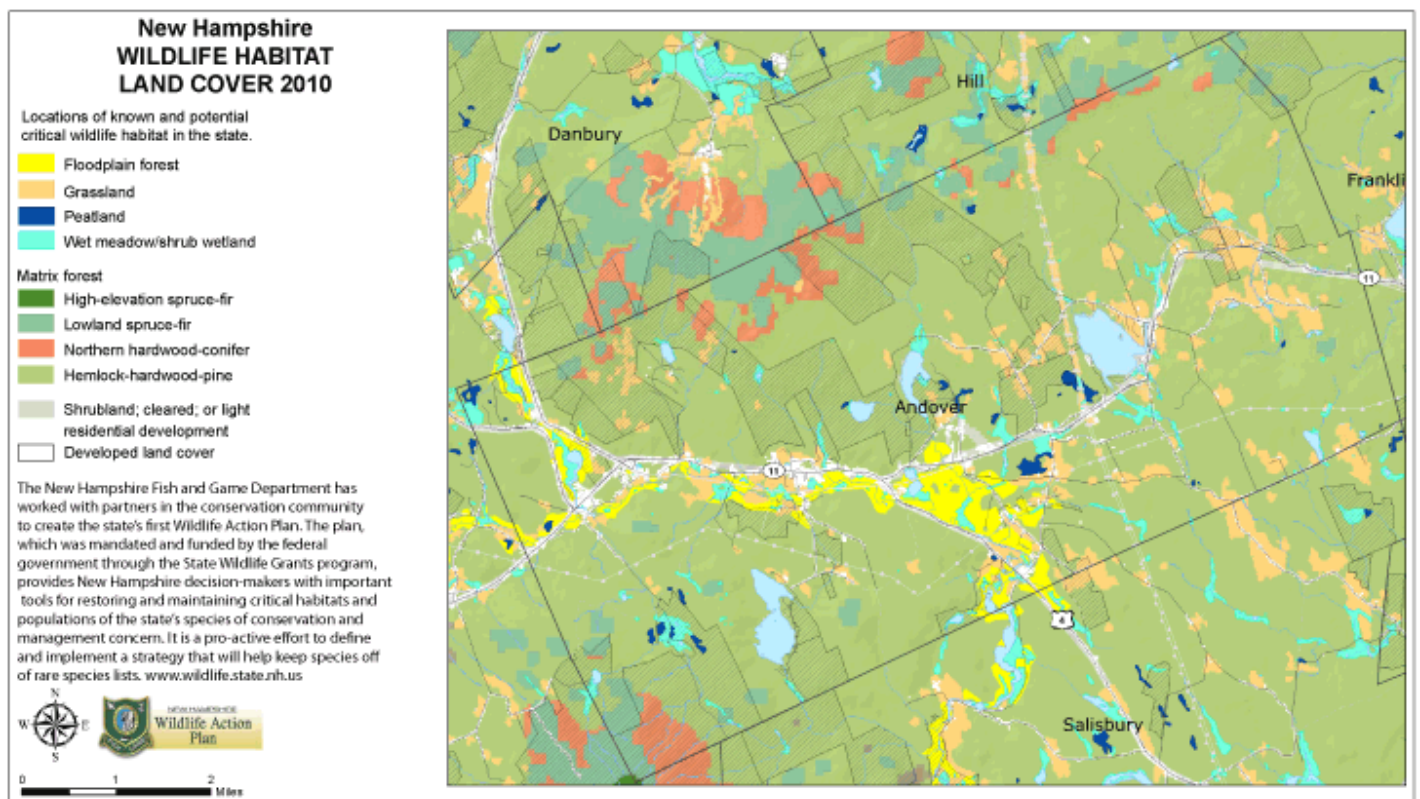 New Hampshire
WILDLIFE HABITAT
LAND COVER 2010
Locations of known and potential
critical wildlife habitat in the state.
Floodplain forest
Grassland
Peatland
Wet meadow/shrub wetland
Matrix forest
High-elevation spruce-fir
Lowland spruce-fir
Northern hardwood-conifer
Hemlock-hardwood-pine
Shrubland; cleared; or light
residential development
Developed land cover
The New Hampshire Fish and Game Department has
worked with partners in the conservation community
to create the state's first Wildlife Action Plan. The plan,
which was mandated and funded by the federal
government through the State Wildlife Grants program,
provides New Hampshire decision-makers with important
tools for restoring and maintaining critical habitats and
populations of the state's species of conservation and
management concern. It is a pro-active effort to define
and implement a strategy that will help keep species off
of rare species lists. www.wildlife.state.nh.us
N
W E
S
NEW HAMPSHIRE
Wildlife Action
Plan
0 1 2
Miles
Hill
Danbury
Frankli
11
Andover
11
4
Salisbury